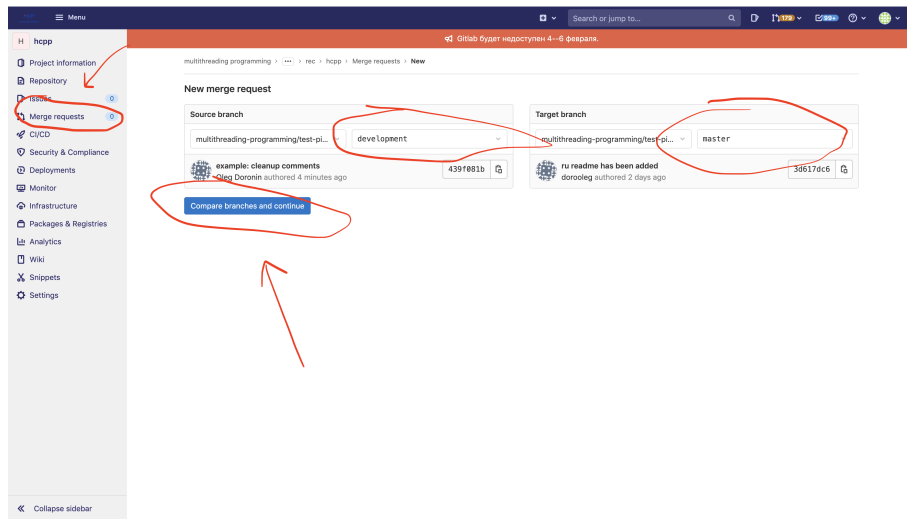 Menu
Search or jump to...
179
99+
H hcpp
Gitlab будет недоступен 4--6 февраля.
Project information
Repository
Issues 0
Merge requests 0
CI/CD
Security & Compliance
Deployments
Monitor
Infrastructure
Packages & Registries
Analytics
Wiki
Snippets
Settings
Collapse sidebar
multithreading programming › ••• › rec › hcpp › Merge requests › New
New merge request
Source branch
multithreading-programming/test-pi... development
example: cleanup comments
Oleg Doronin authored 4 minutes ago
439f081b
Target branch
multithreading-programming/test-pi... master
ru readme has been added
dorooleg authored 2 days ago
3d617dc6
Compare branches and continue